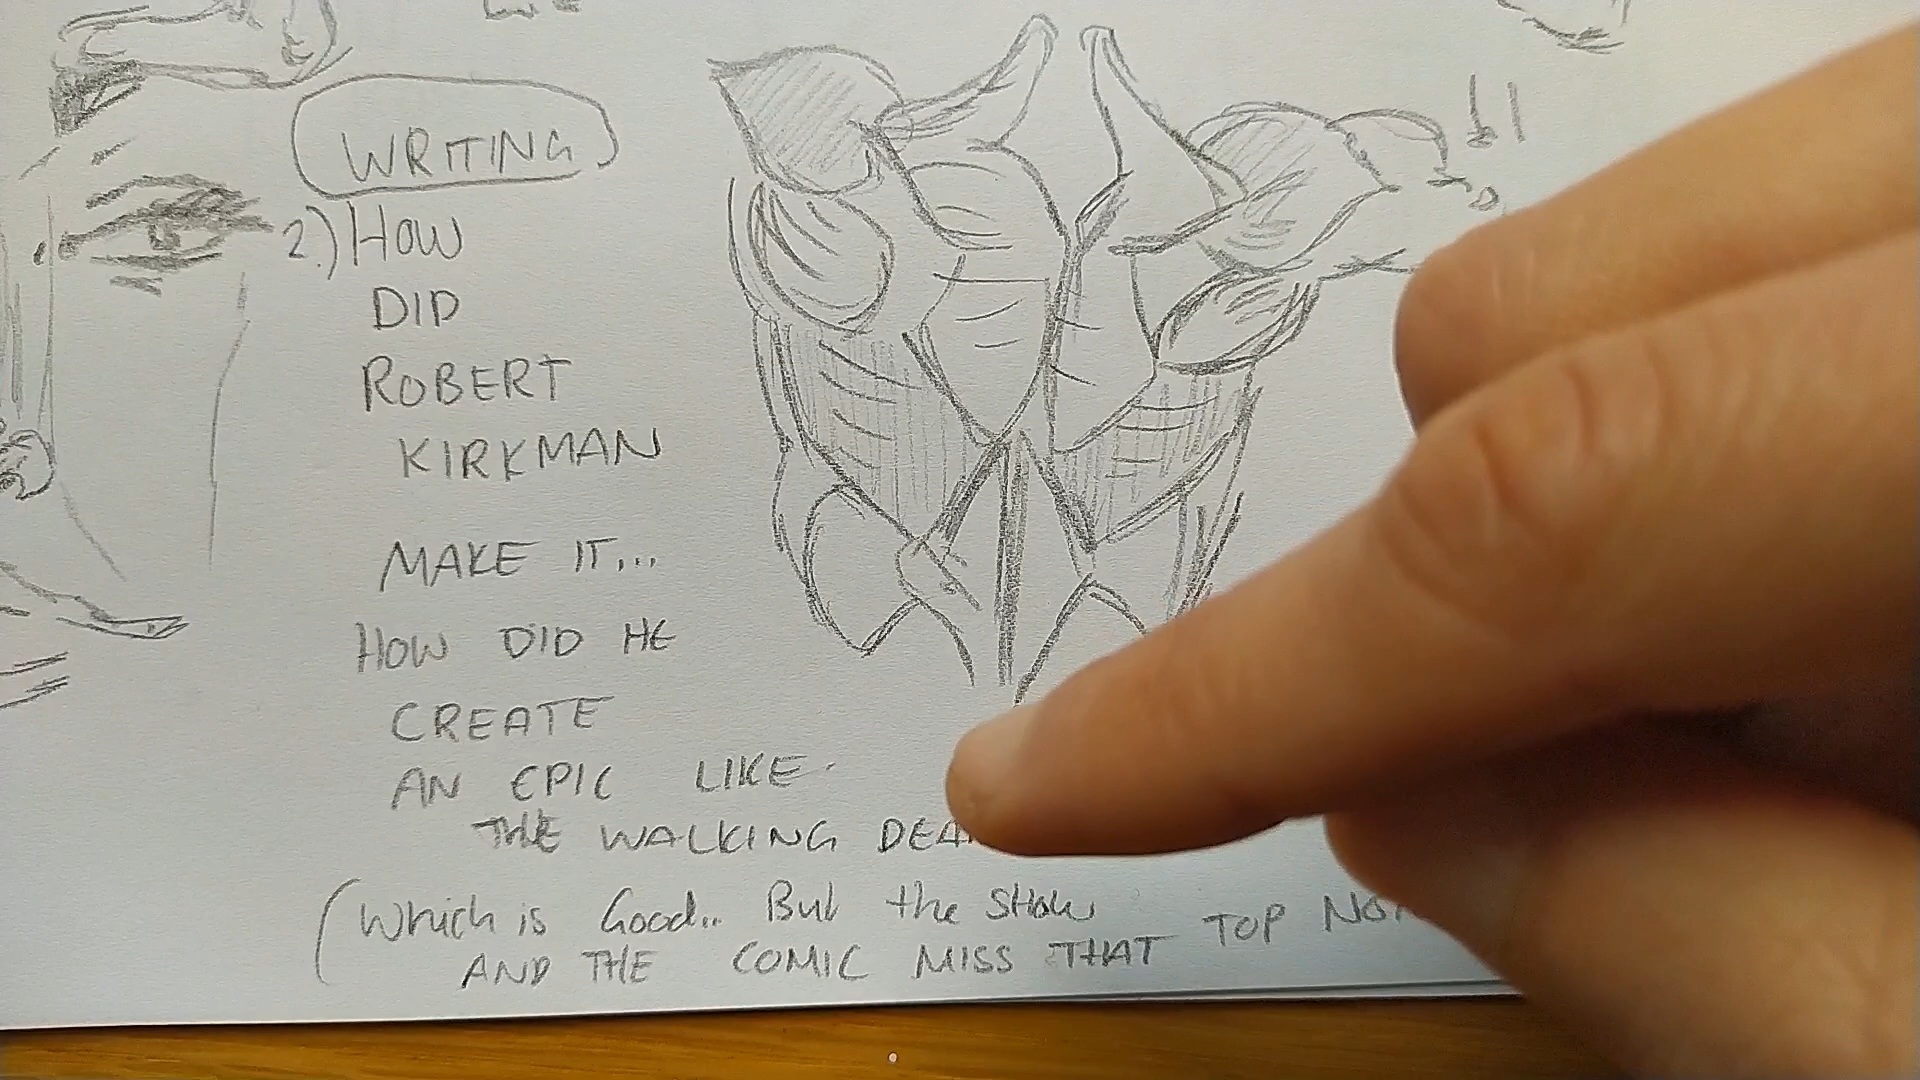 WRITING
2.) HOW
DID
ROBERT
KIRKMAN
MAKE IT...
HOW DID HE
CREATE
AN EPIC LIKE
THE WALKING
(Which is Good.. But the show TOP
AND THE COMIC MISS THAT